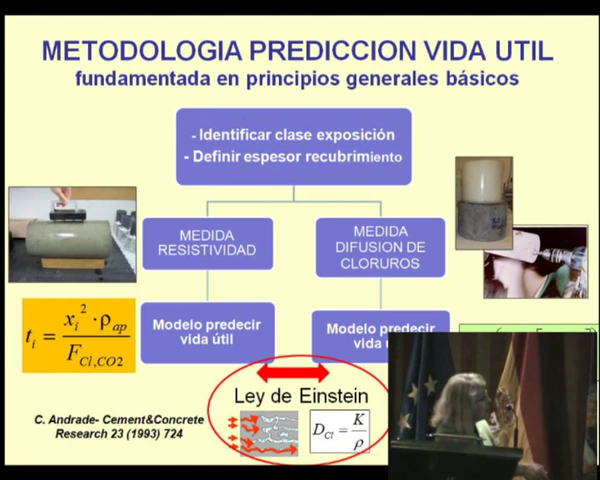 METODOLOGIA PREDICCION VIDA UTIL
fundamentada en principios generales básicos
- Identificar clase exposición
- Definir espesor recubrimiento
MEDIDA
RESISTIVIDAD
MEDIDA
DIFUSION DE
CLORUROS
Modelo predecir
vida útil
Modelo predecir
t_i = x_i^2 · ρ_ap / F_Cl,CO2
Ley de Einstein
D_Cl = K / ρ
C. Andrade- Cement&Concrete
Research 23 (1993) 724